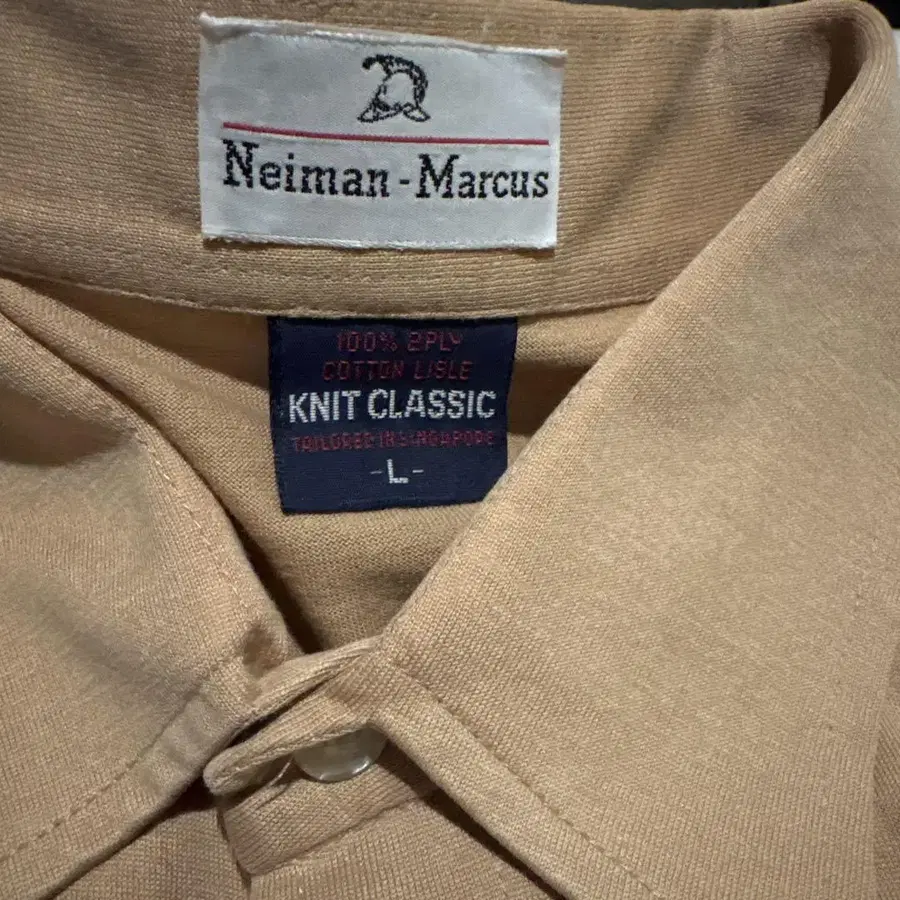 Neiman-Marcus
100% 2PLY
COTTON LISLE
KNIT CLASSIC
TAILORED IN SINGAPORE
-L-